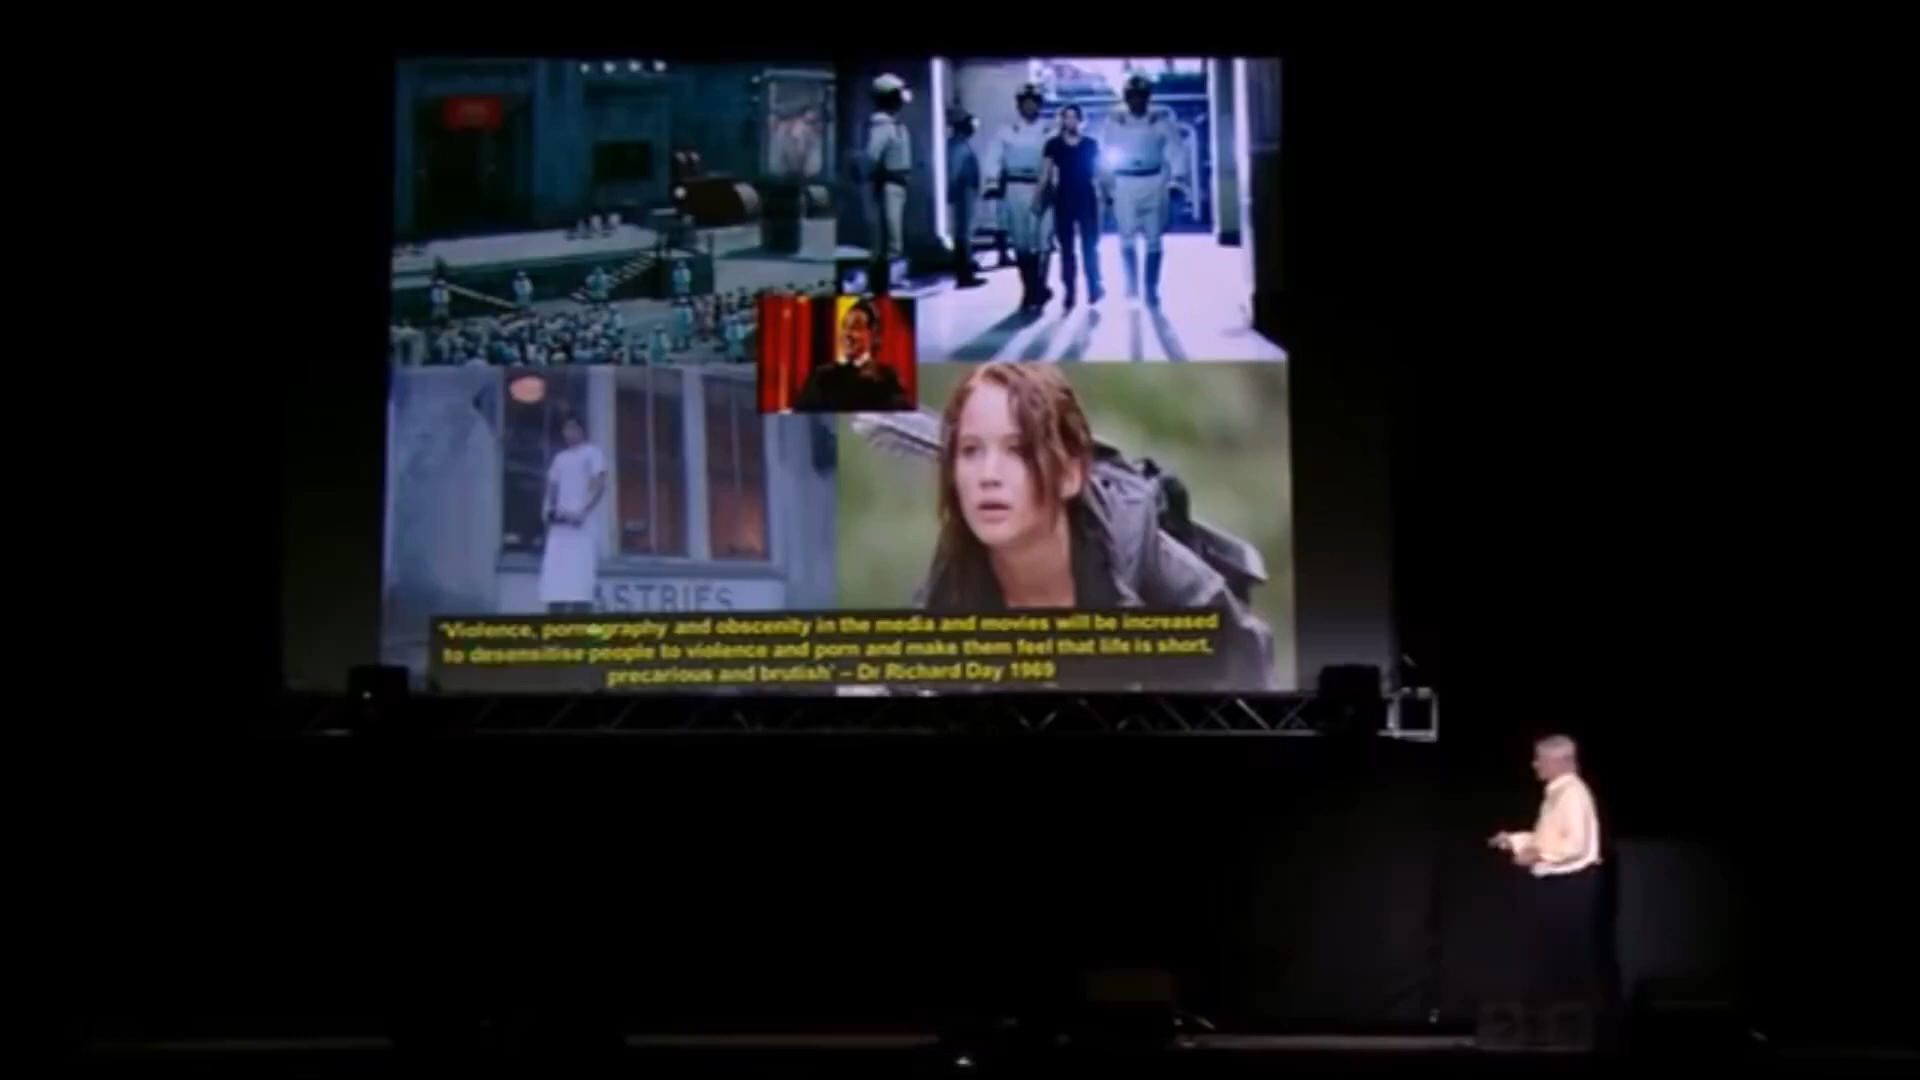 ASTRIES
'Violence, pornography and obscenity in the media and movies will be increased
to desensitise people to violence and porn and make them feel that life is short,
precarious and brutish' – Dr Richard Day 1969